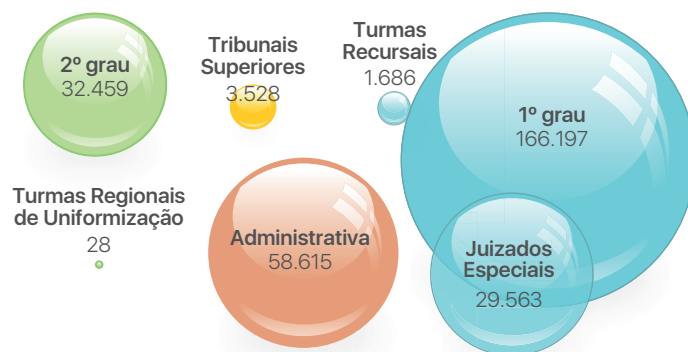 2º grau
32.459
Tribunais
Superiores
3.528
Turmas
Recursais
1.686
1º grau
166.197
Turmas Regionais
de Uniformização
28
Administrativa
58.615
Juizados
Especiais
29.563